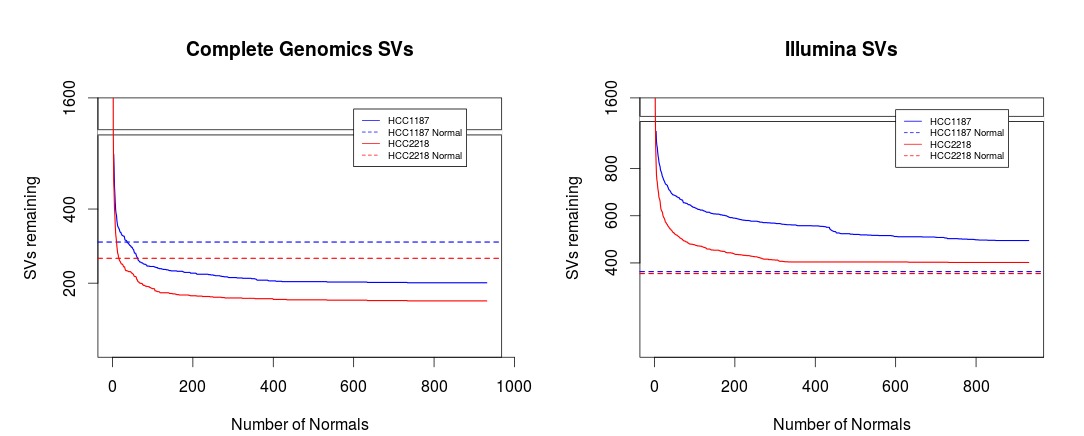 Complete Genomics SVs
SVs remaining
1600
400
200
HCC1187
HCC1187 Normal
HCC2218
HCC2218 Normal
0 200 400 600 800 1000
Number of Normals
Illumina SVs
SVs remaining
1600
800
600
400
HCC1187
HCC1187 Normal
HCC2218
HCC2218 Normal
0 200 400 600 800
Number of Normals